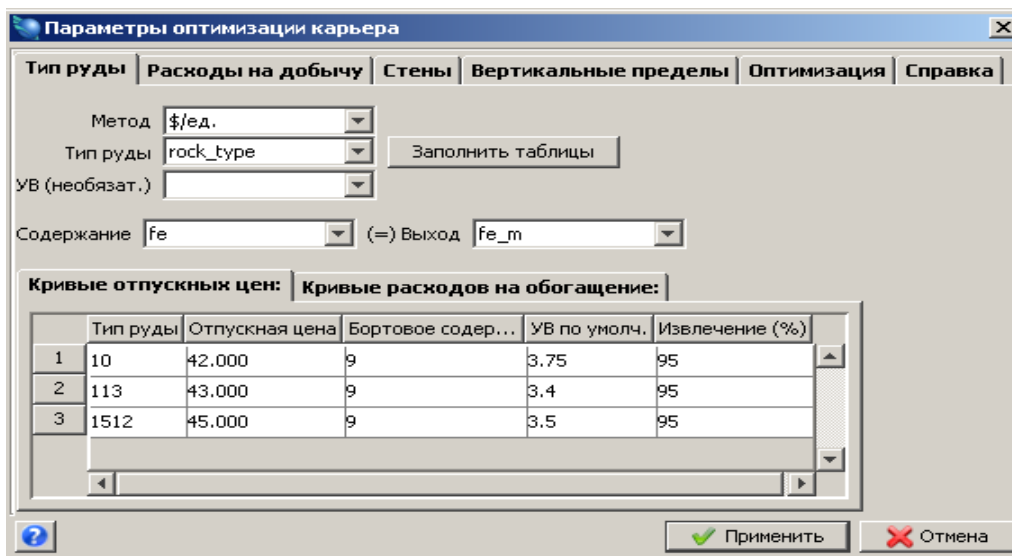 Параметры оптимизации карьера
Тип руды Расходы на добычу Стены Вертикальные пределы Оптимизация Справка
Метод $/ед.
Тип руды rock_type Заполнить таблицы
УВ (необязат.)
Содержание fe (=) Выход fe_m
Кривые отпускных цен: Кривые расходов на обогащение:
Тип руды Отпускная цена Бортовое содер... УВ по умолч. Извлечение (%)
1 10 42.000 9 3.75 95
2 113 43.000 9 3.4 95
3 1512 45.000 9 3.5 95
? Применить Отмена